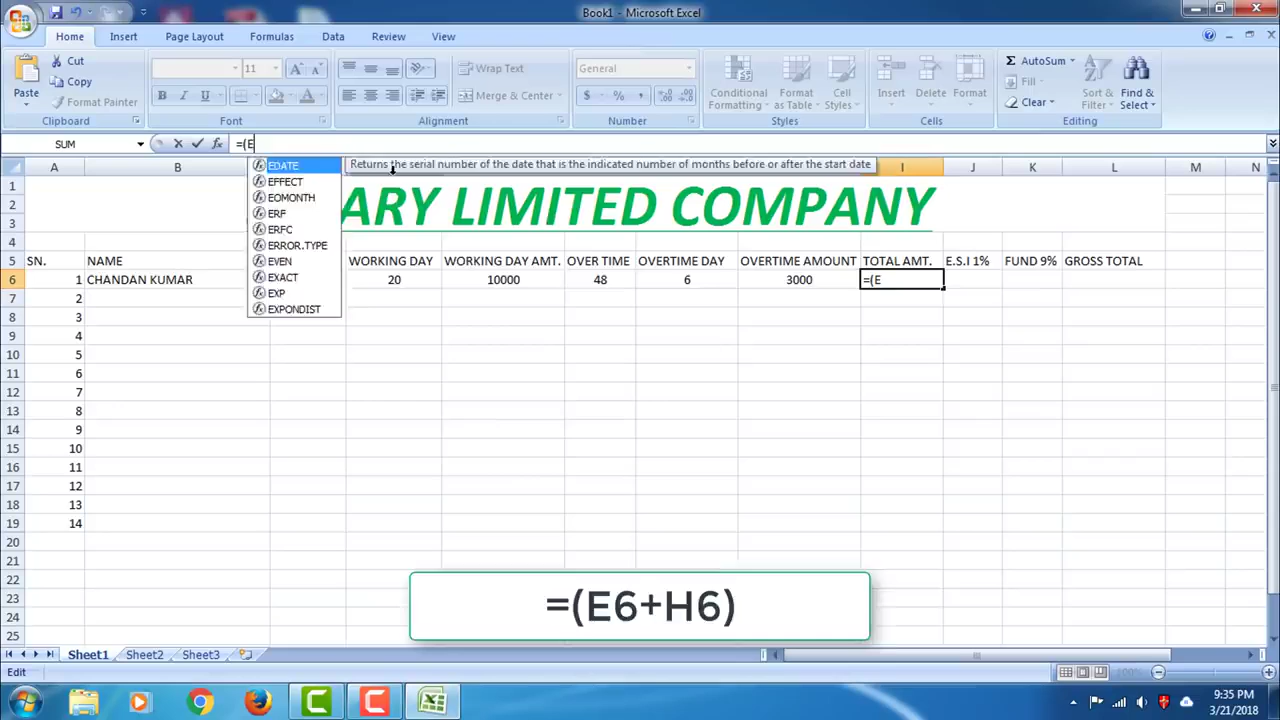 Book1 - Microsoft Excel
Home Insert Page Layout Formulas Data Review View
Cut
Copy
Format Painter
Paste
Clipboard
11
Font
Wrap Text
Merge & Center
Alignment
General
$ % ,
Number
Conditional Formatting
Format as Table
Cell Styles
Styles
Insert Delete Format
Cells
AutoSum
Fill
Clear
Sort & Filter
Find & Select
Editing
SUM =(E
EDATE
EFFECT
EOMONTH
ERF
ERFC
ERROR.TYPE
EVEN
EXACT
EXP
EXPONDIST
Returns the serial number of the date that is the indicated number of months before or after the start date
A B I J K L M N
1
2
3
ARY LIMITED COMPANY
4
5 SN. NAME WORKING DAY WORKING DAY AMT. OVER TIME OVERTIME DAY OVERTIME AMOUNT TOTAL AMT. E.S.I 1% FUND 9% GROSS TOTAL
6 1 CHANDAN KUMAR 20 10000 48 6 3000 =(E
7 2
8 3
9 4
10 5
11 6
12 7
13 8
14 9
15 10
16 11
17 12
18 13
19 14
20
21
22
23
24
25
=(E6+H6)
Sheet1 Sheet2 Sheet3
Edit 100%
9:35 PM
3/21/2018